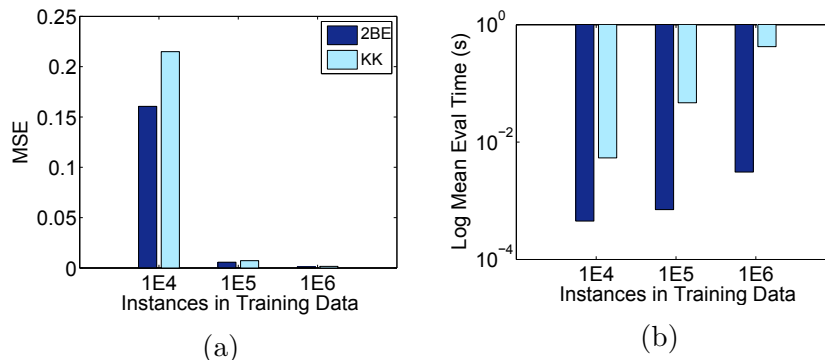 0.25
0.2
0.15
0.1
0.05
0
MSE
2BE
KK
1E4 1E5 1E6
Instances in Training Data
(a)
10^0
10^-2
10^-4
Log Mean Eval Time (s)
1E4 1E5 1E6
Instances in Training Data
(b)